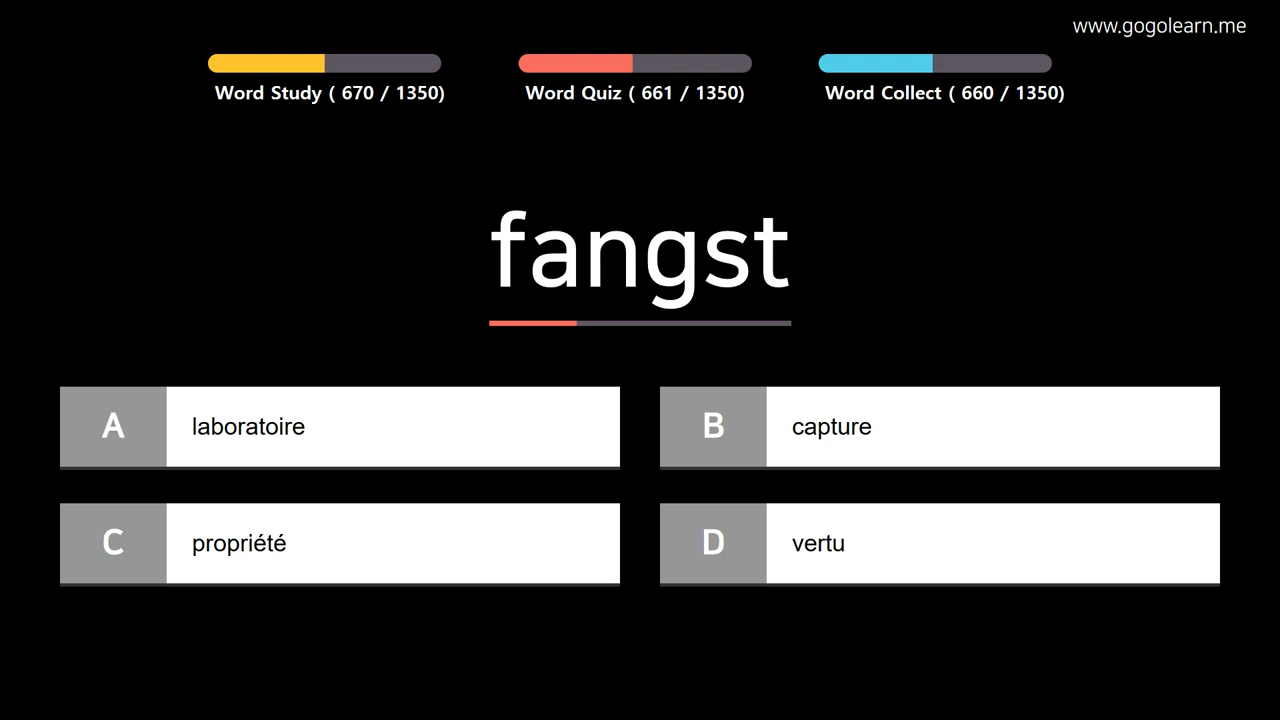 www.gogolearn.me
Word Study ( 670 / 1350)
Word Quiz ( 661 / 1350)
Word Collect ( 660 / 1350)
fangst
A laboratoire
B capture
C propriété
D vertu